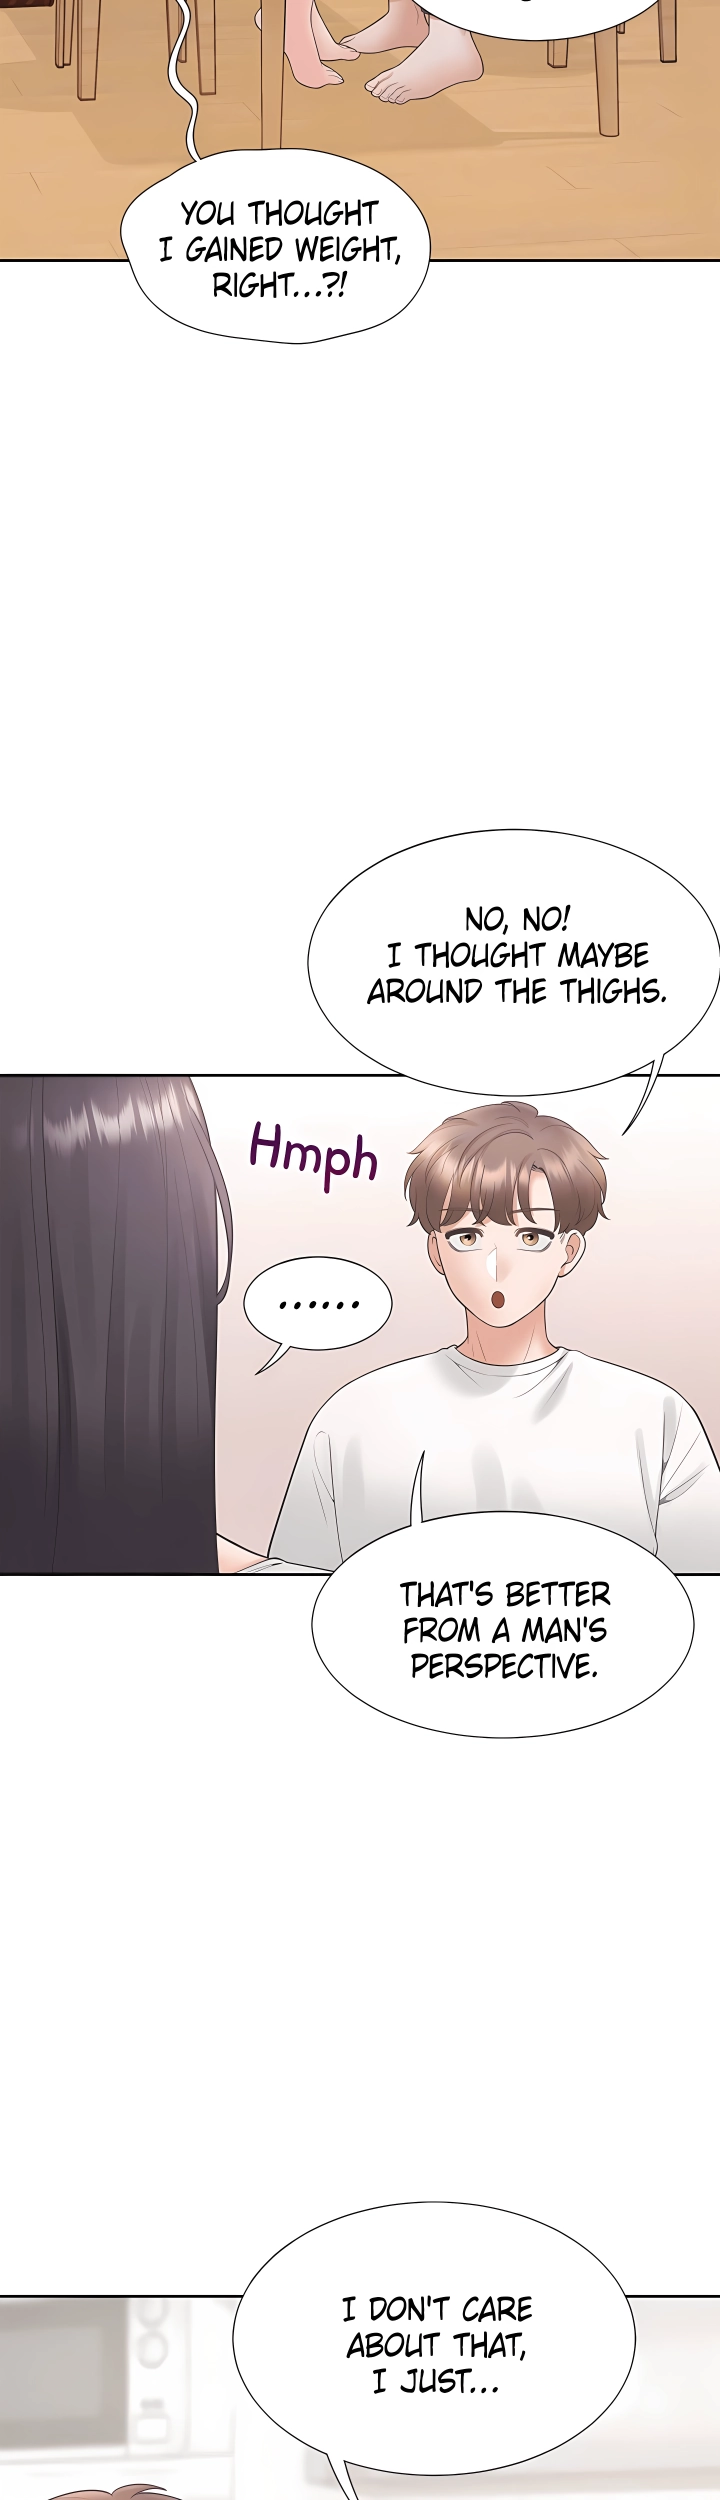 YOU THOUGHT
I GAINED WEIGHT,
RIGHT...?!
NO, NO!
I THOUGHT MAYBE
AROUND THE THIGHS.
Hmph
......
THAT'S BETTER
FROM A MAN'S
PERSPECTIVE.
I DON'T CARE
ABOUT THAT,
I JUST...